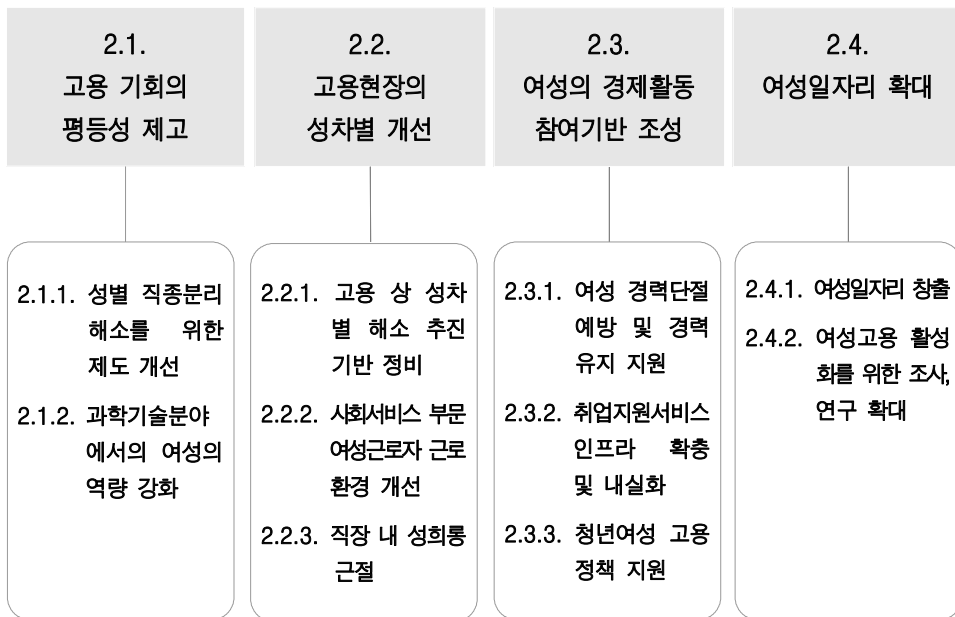 2.1.
고용 기회의
평등성 제고
2.2.
고용현장의
성차별 개선
2.3.
여성의 경제활동
참여기반 조성
2.4.
여성일자리 확대
2.1.1. 성별 직종분리
해소를 위한
제도 개선
2.1.2. 과학기술분야
에서의 여성의
역량 강화
2.2.1. 고용 상 성차
별 해소 추진
기반 정비
2.2.2. 사회서비스 부문
여성근로자 근로
환경 개선
2.2.3. 직장 내 성희롱
근절
2.3.1. 여성 경력단절
예방 및 경력
유지 지원
2.3.2. 취업지원서비스
인프라 확충
및 내실화
2.3.3. 청년여성 고용
정책 지원
2.4.1. 여성일자리 창출
2.4.2. 여성고용 활성
화를 위한 조사,
연구 확대